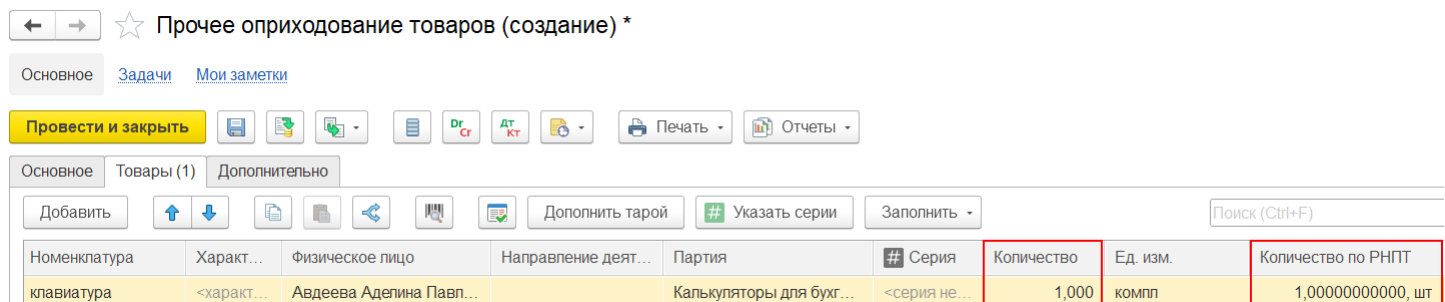 Прочее оприходование товаров (создание) *
Основное Задачи Мои заметки
Провести и закрыть Dr Cr Дт Кт Печать Отчеты
Основное Товары (1) Дополнительно
Добавить Дополнить тарой # Указать серии Заполнить Поиск (Ctrl+F)
Номенклатура Характ... Физическое лицо Направление деят... Партия # Серия Количество Ед. изм. Количество по РНПТ
клавиатура <характ... Авдеева Аделина Павл... Калькуляторы для бухг... <серия не... 1,000 компл 1,00000000000, шт